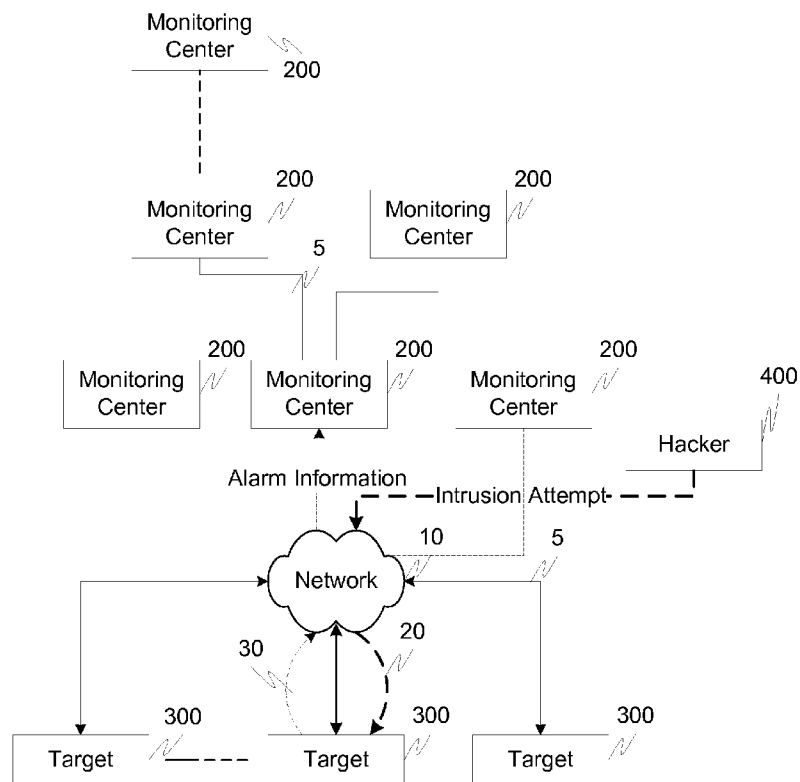 Monitoring
Center
200
200
200
Monitoring
Center
Monitoring
Center
5
200
200
200
Monitoring
Center
Monitoring
Center
Monitoring
Center
400
Hacker
Alarm Information
Intrusion Attempt
10
5
Network
30
20
300
300
300
Target
Target
Target